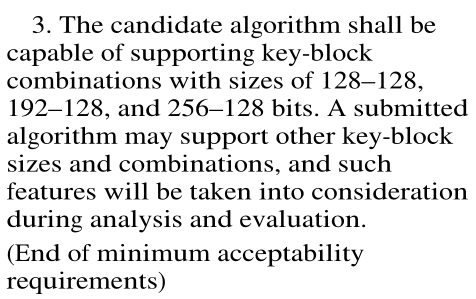 3. The candidate algorithm shall be
capable of supporting key-block
combinations with sizes of 128–128,
192–128, and 256–128 bits. A submitted
algorithm may support other key-block
sizes and combinations, and such
features will be taken into consideration
during analysis and evaluation.
(End of minimum acceptability
requirements)